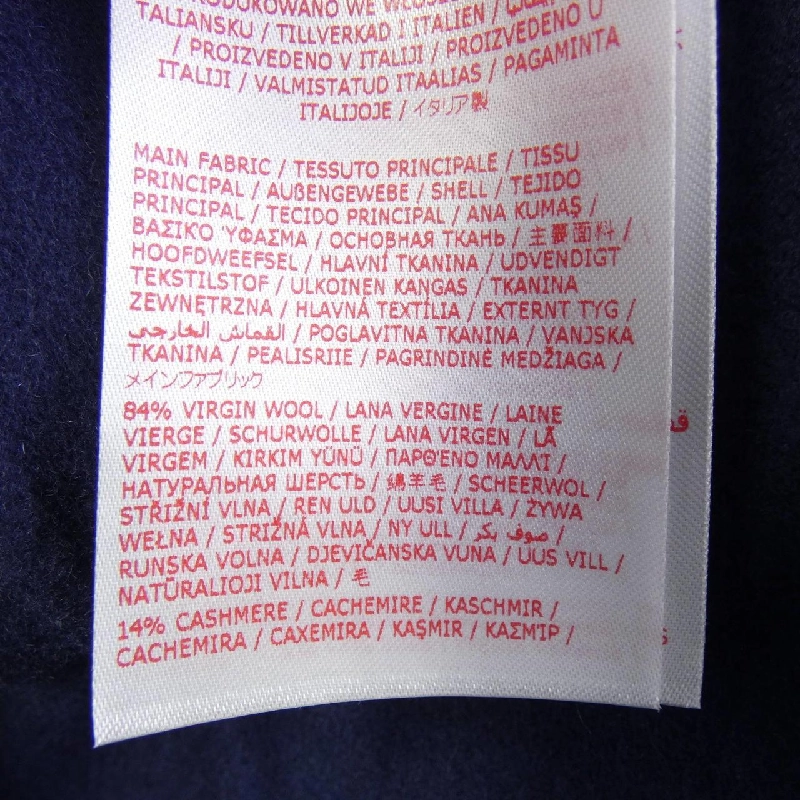 RODUKOWANO WE WŁOSZE
TALIANSKU / TILLVERKAD I ITALIEN /
/ PROIZVEDENO V ITALIJI / PROIZVEDENO U
ITALIJI / VALMISTATUD ITAALIAS / PAGAMINTA
ITALIJOJE / イタリア製
MAIN FABRIC / TESSUTO PRINCIPALE / TISSU
PRINCIPAL / AUßENGEWEBE / SHELL / TEJIDO
PRINCIPAL / TECIDO PRINCIPAL / ANA KUMAŞ /
ΒΑΣΙΚΌ ΎΦΑΣΜΑ / ОСНОВНАЯ ТКАНЬ / 主要面料 /
HOOFDWEEFSEL / HLAVNÍ TKANINA / UDVENDIGT
TEKSTILSTOF / ULKOINEN KANGAS / TKANINA
ZEWNĘTRZNA / HLAVNÁ TEXTÍLIA / EXTERNT TYG /
القماش الخارجي / POGLAVITNA TKANINA / VANJSKA
TKANINA / PEALISRIIE / PAGRINDINĖ MEDŽIAGA /
メインファブリック
84% VIRGIN WOOL / LANA VERGINE / LAINE
VIERGE / SCHURWOLLE / LANA VIRGEN / LÃ
VIRGEM / KIRKIM YÜNÜ / ΠΑΡΘΈΝΟ ΜΑΛΛΊ /
НАТУРАЛЬНАЯ ШЕРСТЬ / 绵羊毛 / SCHEERWOL /
STŘIŽNÍ VLNA / REN ULD / UUSI VILLA / ŻYWA
WEŁNA / STRIŽNÁ VLNA / NY ULL / صوف بكر /
RUNSKA VOLNA / DJEVIČANSKA VUNA / UUS VILL /
NATŪRALIOJI VILNA / 毛
14% CASHMERE / CACHEMIRE / KASCHMIR /
CACHEMIRA / CAXEMIRA / KAŞMIR / ΚΑΣΜΊΡ /